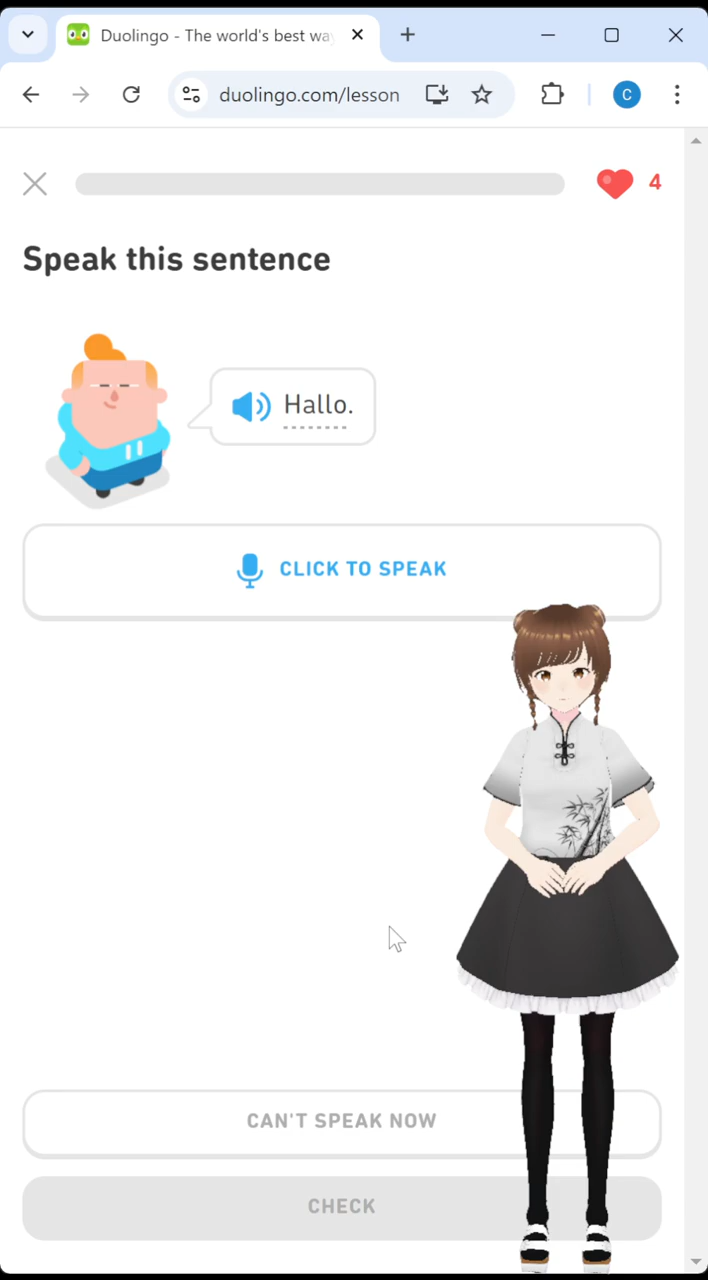 Duolingo - The world's best wa
duolingo.com/lesson
C
4
Speak this sentence
Hallo.
CLICK TO SPEAK
CAN'T SPEAK NOW
CHECK